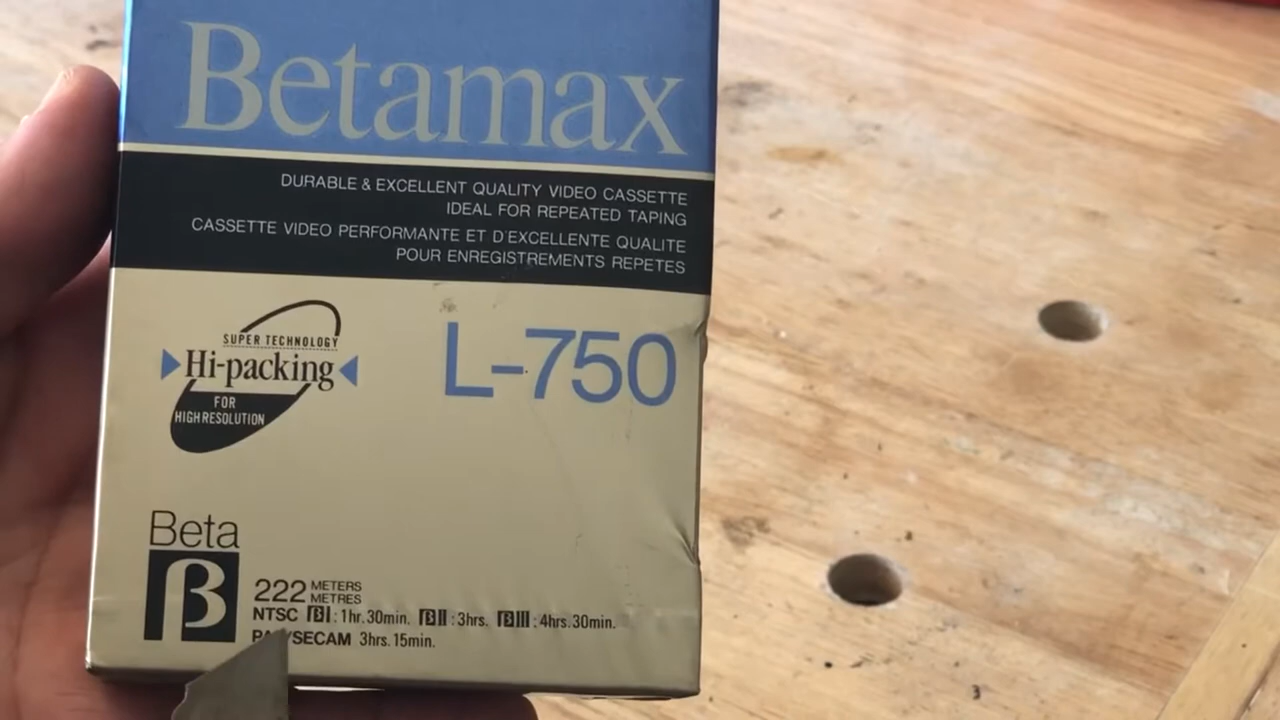 Betamax
DURABLE & EXCELLENT QUALITY VIDEO CASSETTE
IDEAL FOR REPEATED TAPING
CASSETTE VIDEO PERFORMANTE ET D'EXCELLENTE QUALITE
POUR ENREGISTREMENTS REPETES
SUPER TECHNOLOGY
Hi-packing
FOR
HIGH RESOLUTION
L-750
Beta
β
222 METERS
METRES
NTSC βI : 1hr. 30min. βII : 3hrs. βIII : 4hrs. 30min.
SECAM 3hrs. 15min.